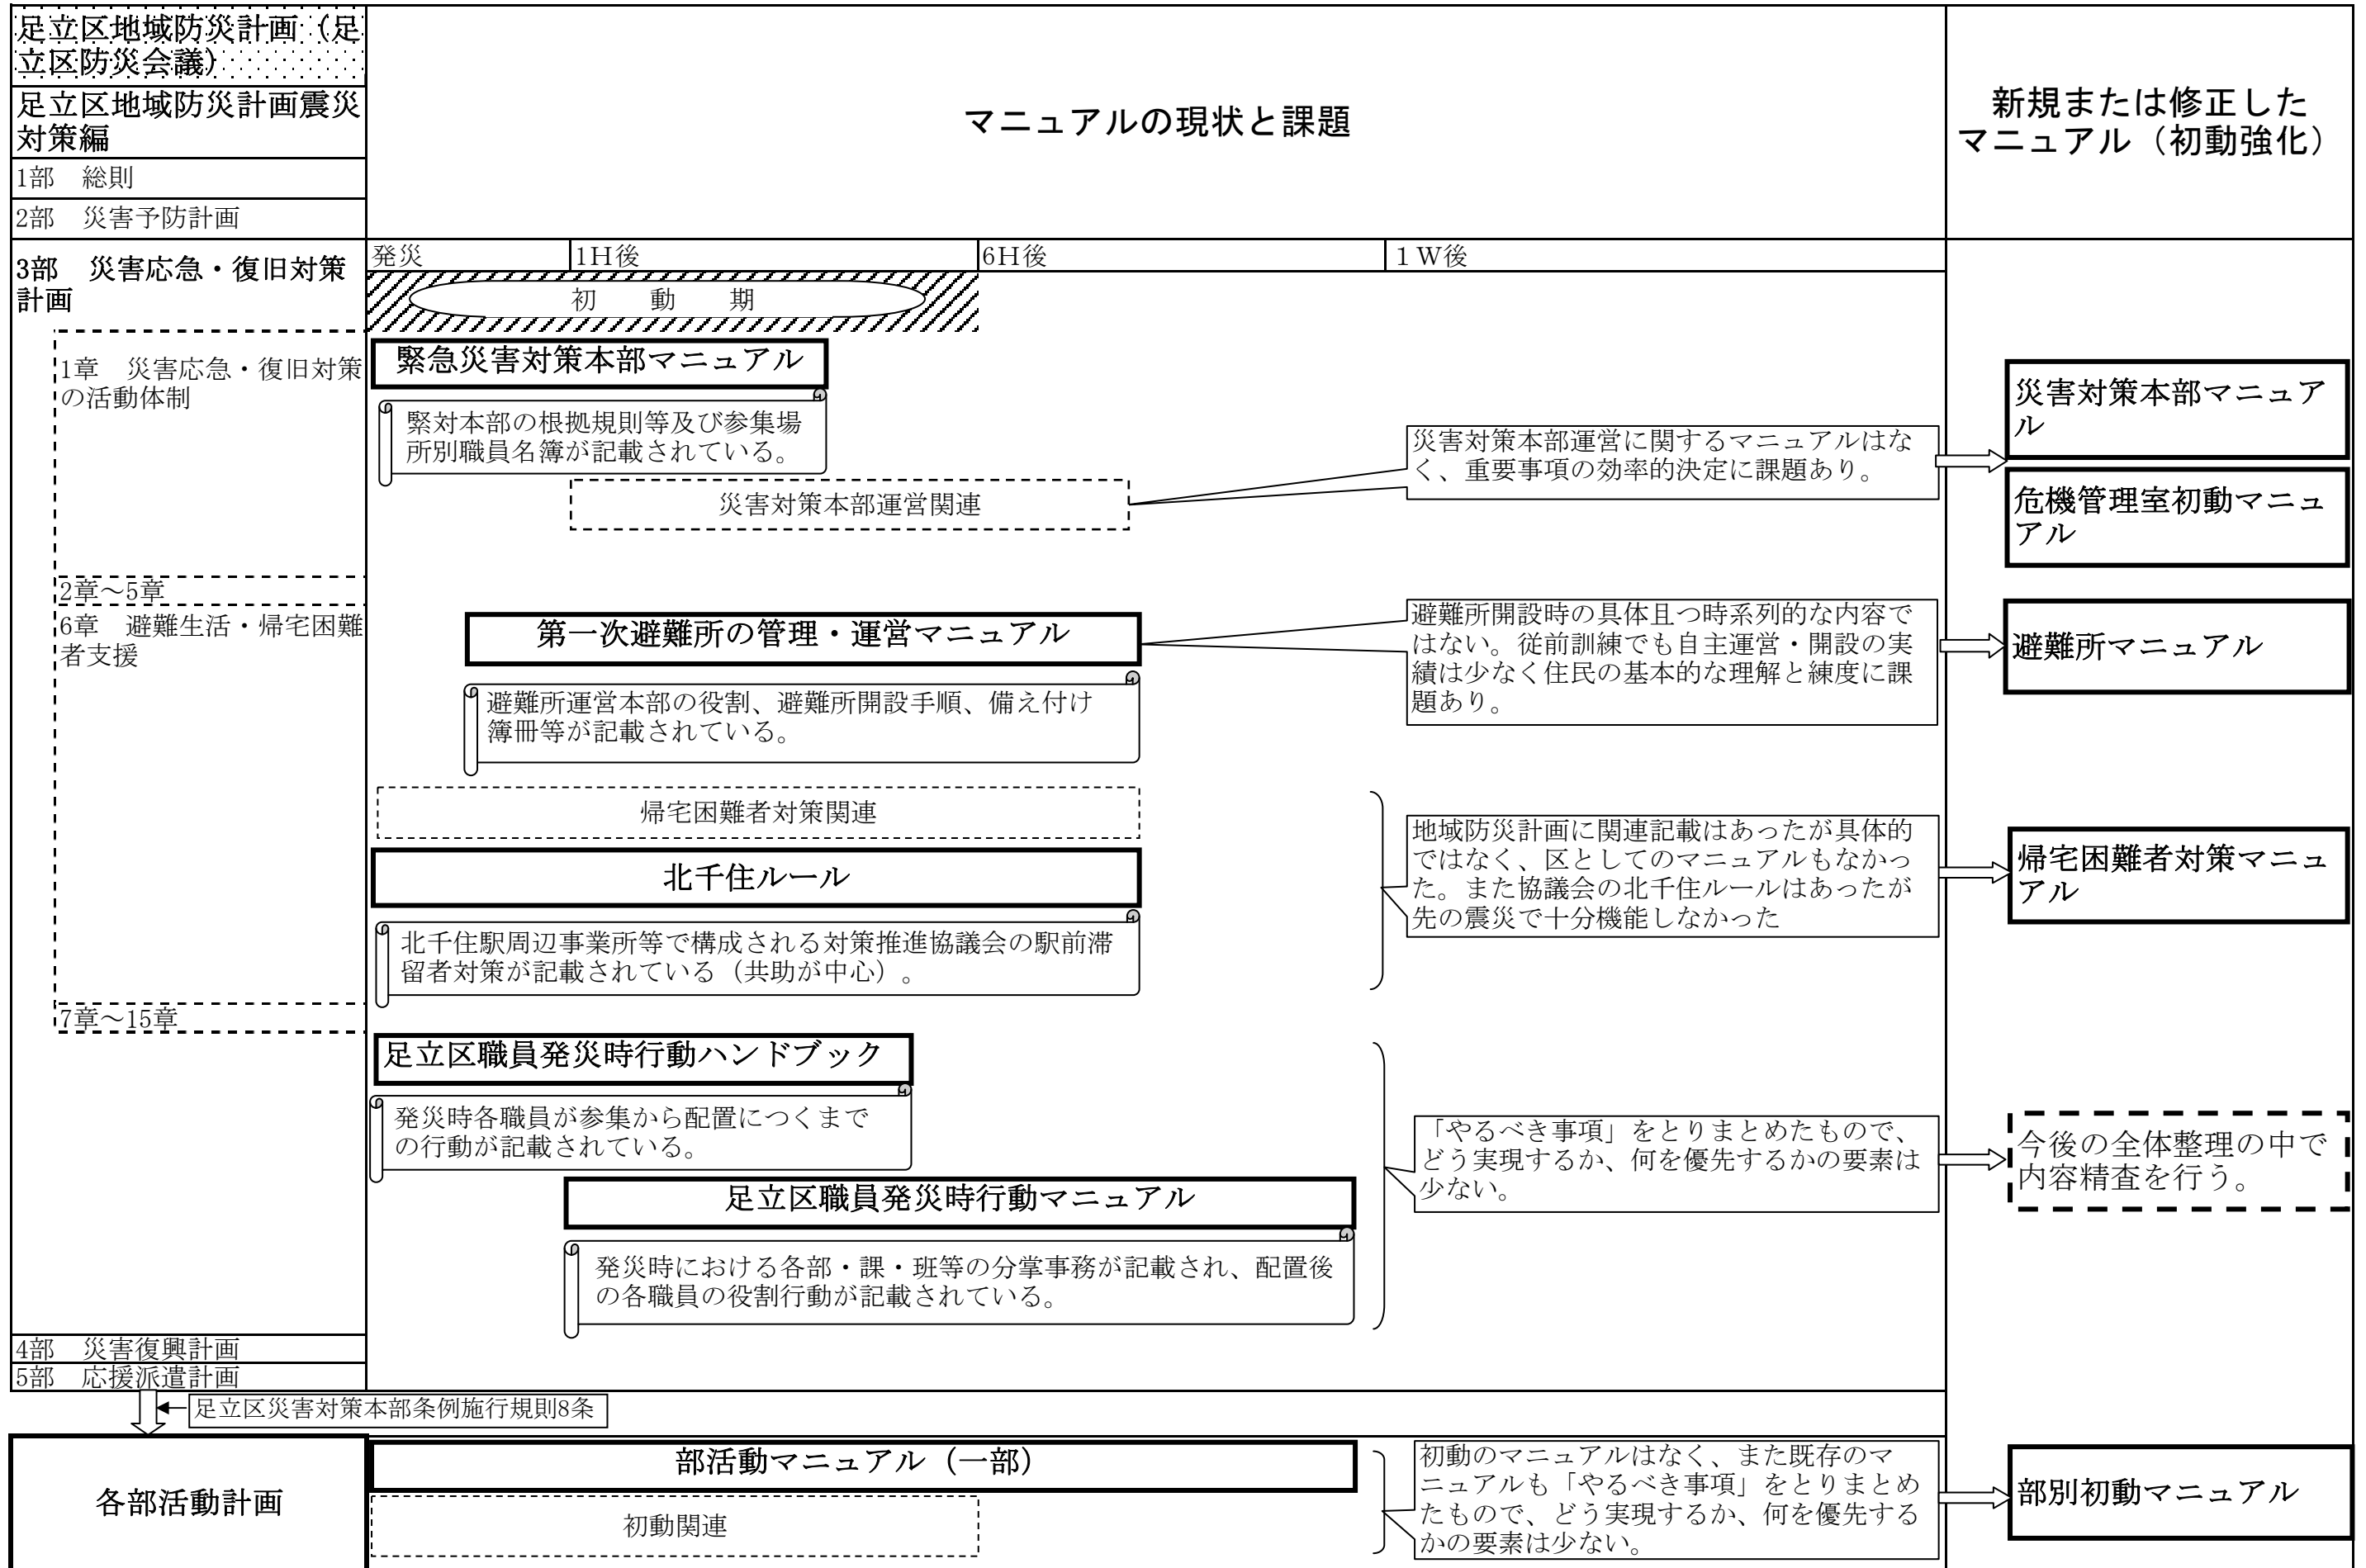 足立区地域防災計画（足
立区防災会議）
足立区地域防災計画震災
対策編
1部　総則
2部　災害予防計画
マニュアルの現状と課題
新規または修正した
マニュアル（初動強化）
3部　災害応急・復旧対策
計画
発災
1H後
6H後
１W後
初　動　期
1章　災害応急・復旧対策
の活動体制
緊急災害対策本部マニュアル
緊対本部の根拠規則等及び参集場
所別職員名簿が記載されている。
災害対策本部運営関連
災害対策本部運営に関するマニュアルはな
く、重要事項の効率的決定に課題あり。
災害対策本部マニュア
ル
危機管理室初動マニュ
アル
2章～5章
6章　避難生活・帰宅困難
者支援
第一次避難所の管理・運営マニュアル
避難所運営本部の役割、避難所開設手順、備え付け
簿冊等が記載されている。
避難所開設時の具体且つ時系列的な内容で
はない。従前訓練でも自主運営・開設の実
績は少なく住民の基本的な理解と練度に課
題あり。
避難所マニュアル
帰宅困難者対策関連
北千住ルール
北千住駅周辺事業所等で構成される対策推進協議会の駅前滞
留者対策が記載されている（共助が中心）。
地域防災計画に関連記載はあったが具体的
ではなく、区としてのマニュアルもなかっ
た。また協議会の北千住ルールはあったが
先の震災で十分機能しなかった
帰宅困難者対策マニュ
アル
7章～15章
足立区職員発災時行動ハンドブック
発災時各職員が参集から配置につくまで
の行動が記載されている。
足立区職員発災時行動マニュアル
発災時における各部・課・班等の分掌事務が記載され、配置後
の各職員の役割行動が記載されている。
「やるべき事項」をとりまとめたもので、
どう実現するか、何を優先するかの要素は
少ない。
今後の全体整理の中で
内容精査を行う。
4部　災害復興計画
5部　応援派遣計画
足立区災害対策本部条例施行規則8条
各部活動計画
部活動マニュアル（一部）
初動関連
初動のマニュアルはなく、また既存のマ
ニュアルも「やるべき事項」をとりまとめ
たもので、どう実現するか、何を優先する
かの要素は少ない。
部別初動マニュアル